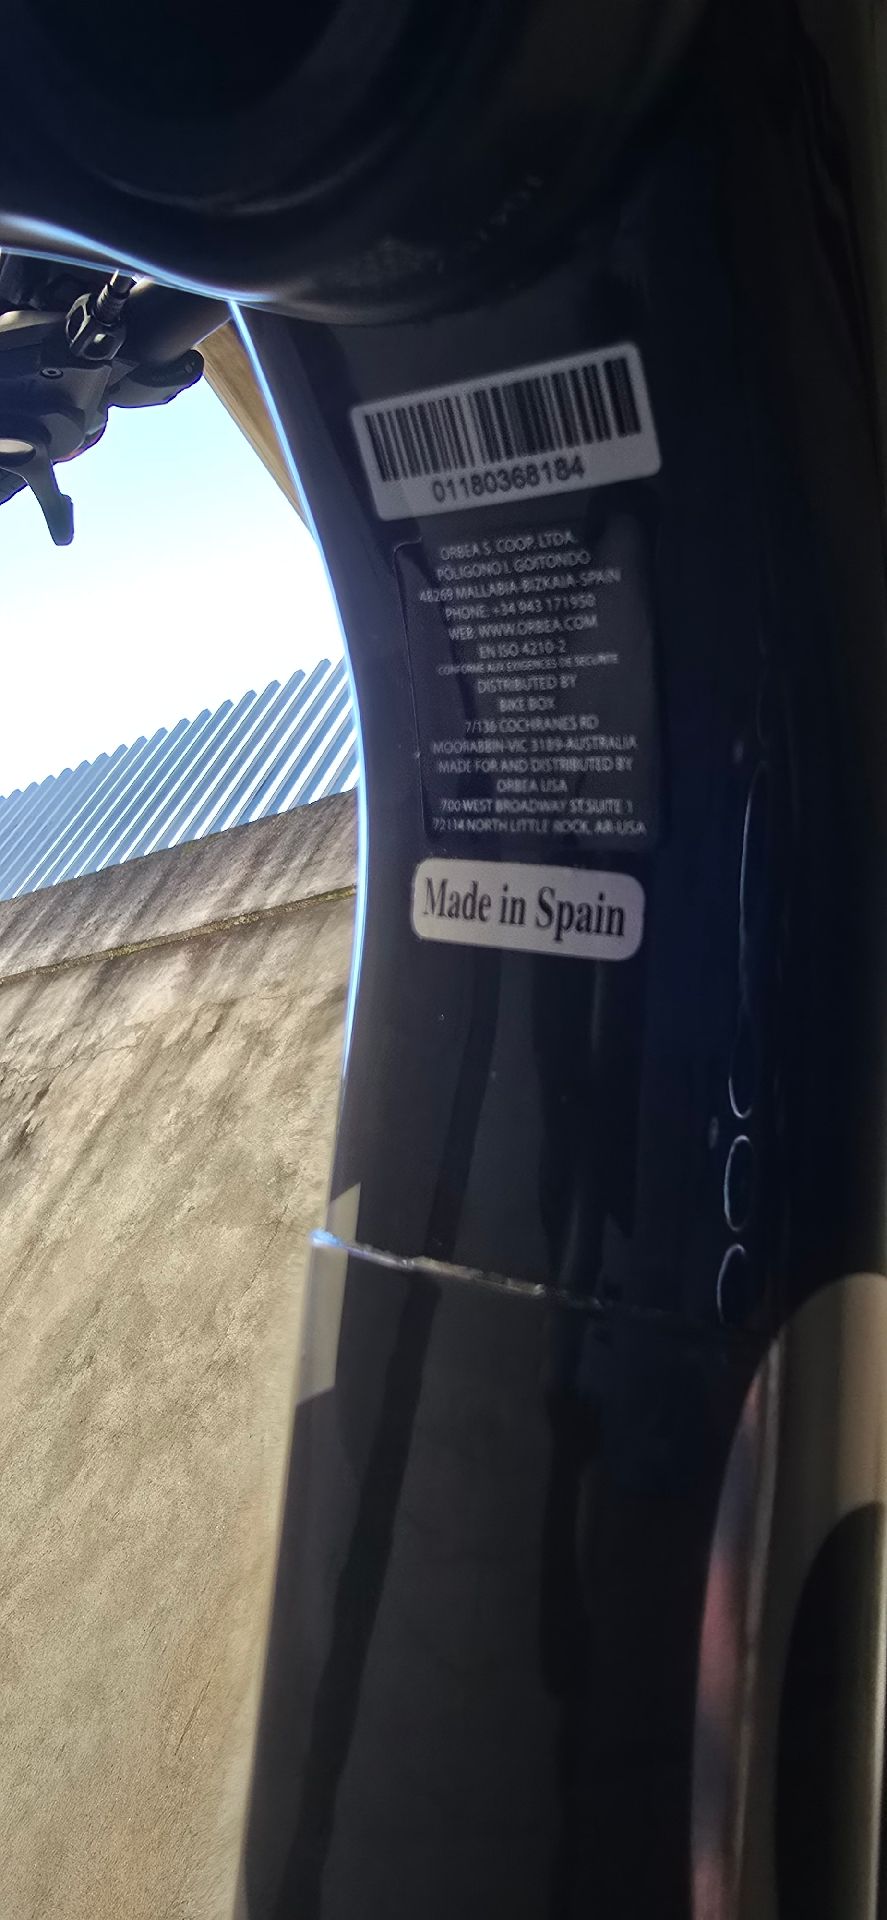 01180368184
ORBEA S. COOP. LTDA.
POLIGONO L GOITONDO
48269 MALLABIA-BIZKAIA-SPAIN
PHONE: +34 943 171950
WEB: WWW.ORBEA.COM
EN ISO 4210-2
CONFORME AUX EXIGENCES DE SECURITE
DISTRIBUTED BY
BIKE BOX
7/136 COCHRANES RD
MOORABBIN-VIC 3189-AUSTRALIA
MADE FOR AND DISTRIBUTED BY
ORBEA USA
700 WEST BROADWAY ST SUITE 1
72114 NORTH LITTLE ROCK, AR-USA
Made in Spain